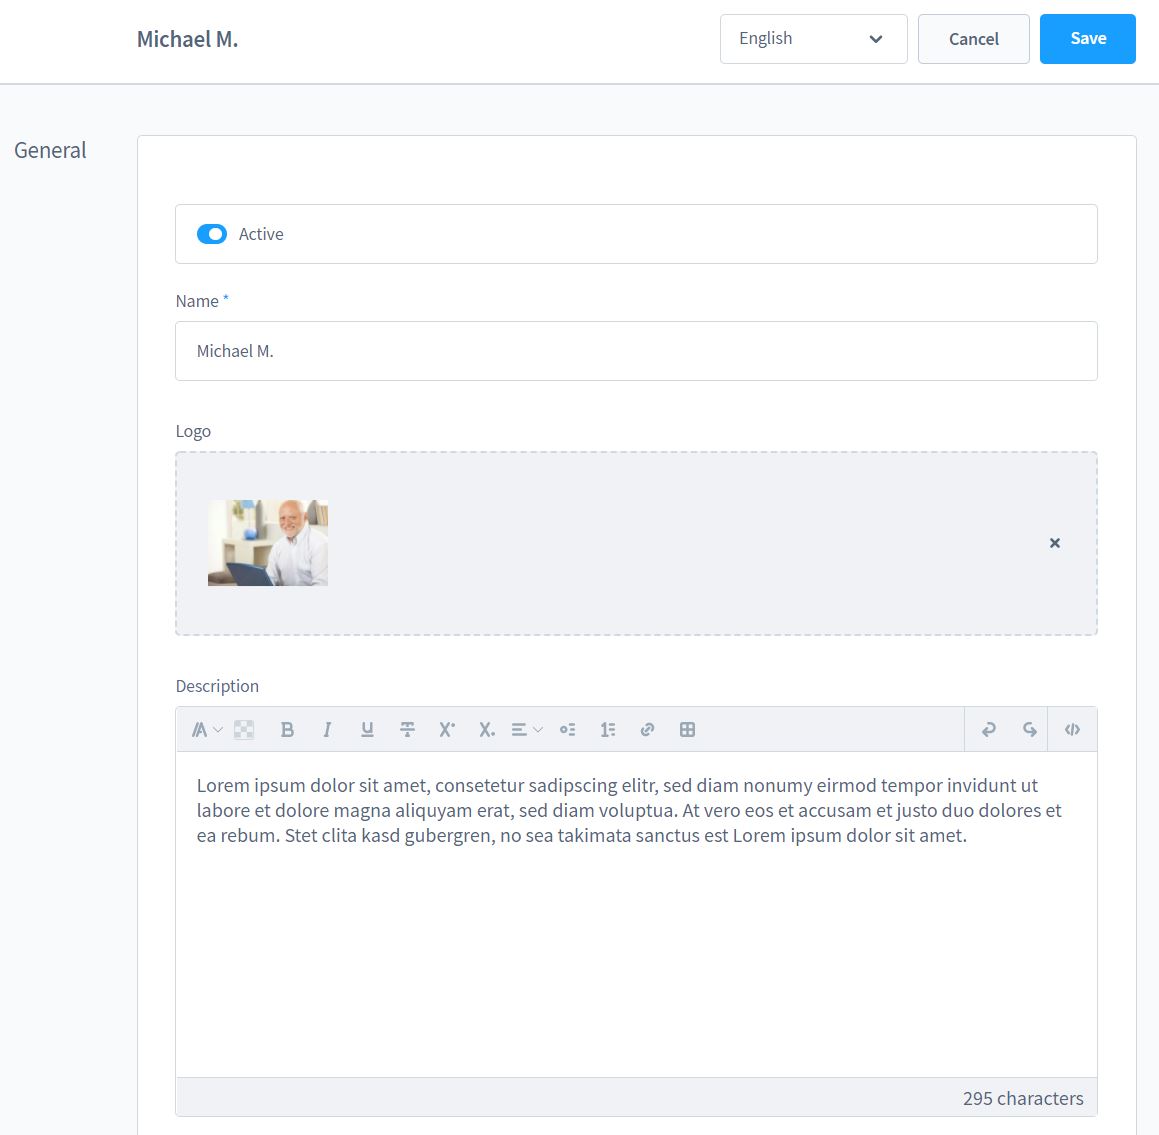 Michael M.
English
Cancel
Save
General
Active
Name *
Michael M.
Logo
Description
Lorem ipsum dolor sit amet, consetetur sadipscing elitr, sed diam nonumy eirmod tempor invidunt ut
labore et dolore magna aliquyam erat, sed diam voluptua. At vero eos et accusam et justo duo dolores et
ea rebum. Stet clita kasd gubergren, no sea takimata sanctus est Lorem ipsum dolor sit amet.
295 characters